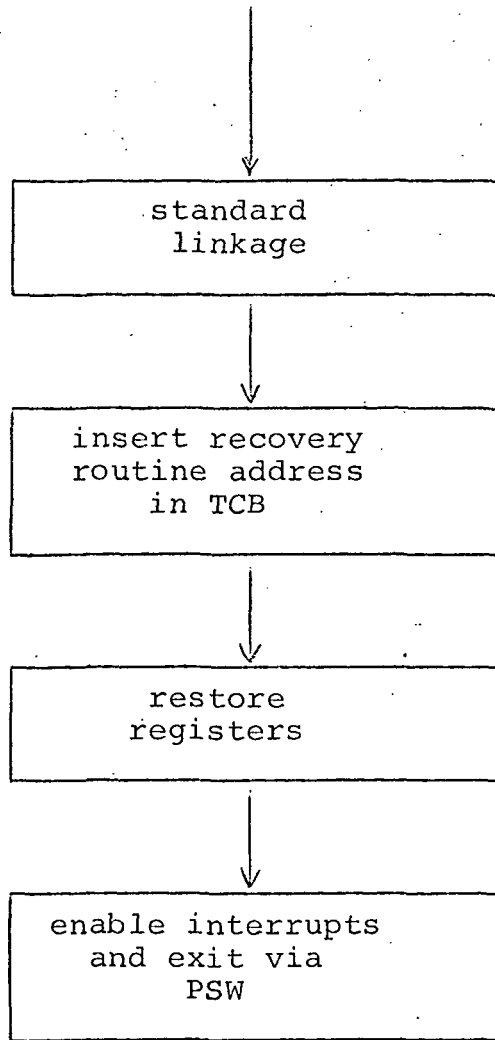 standard
linkage
insert recovery
routine address
in TCB
restore
registers
enable interrupts
and exit via
PSW